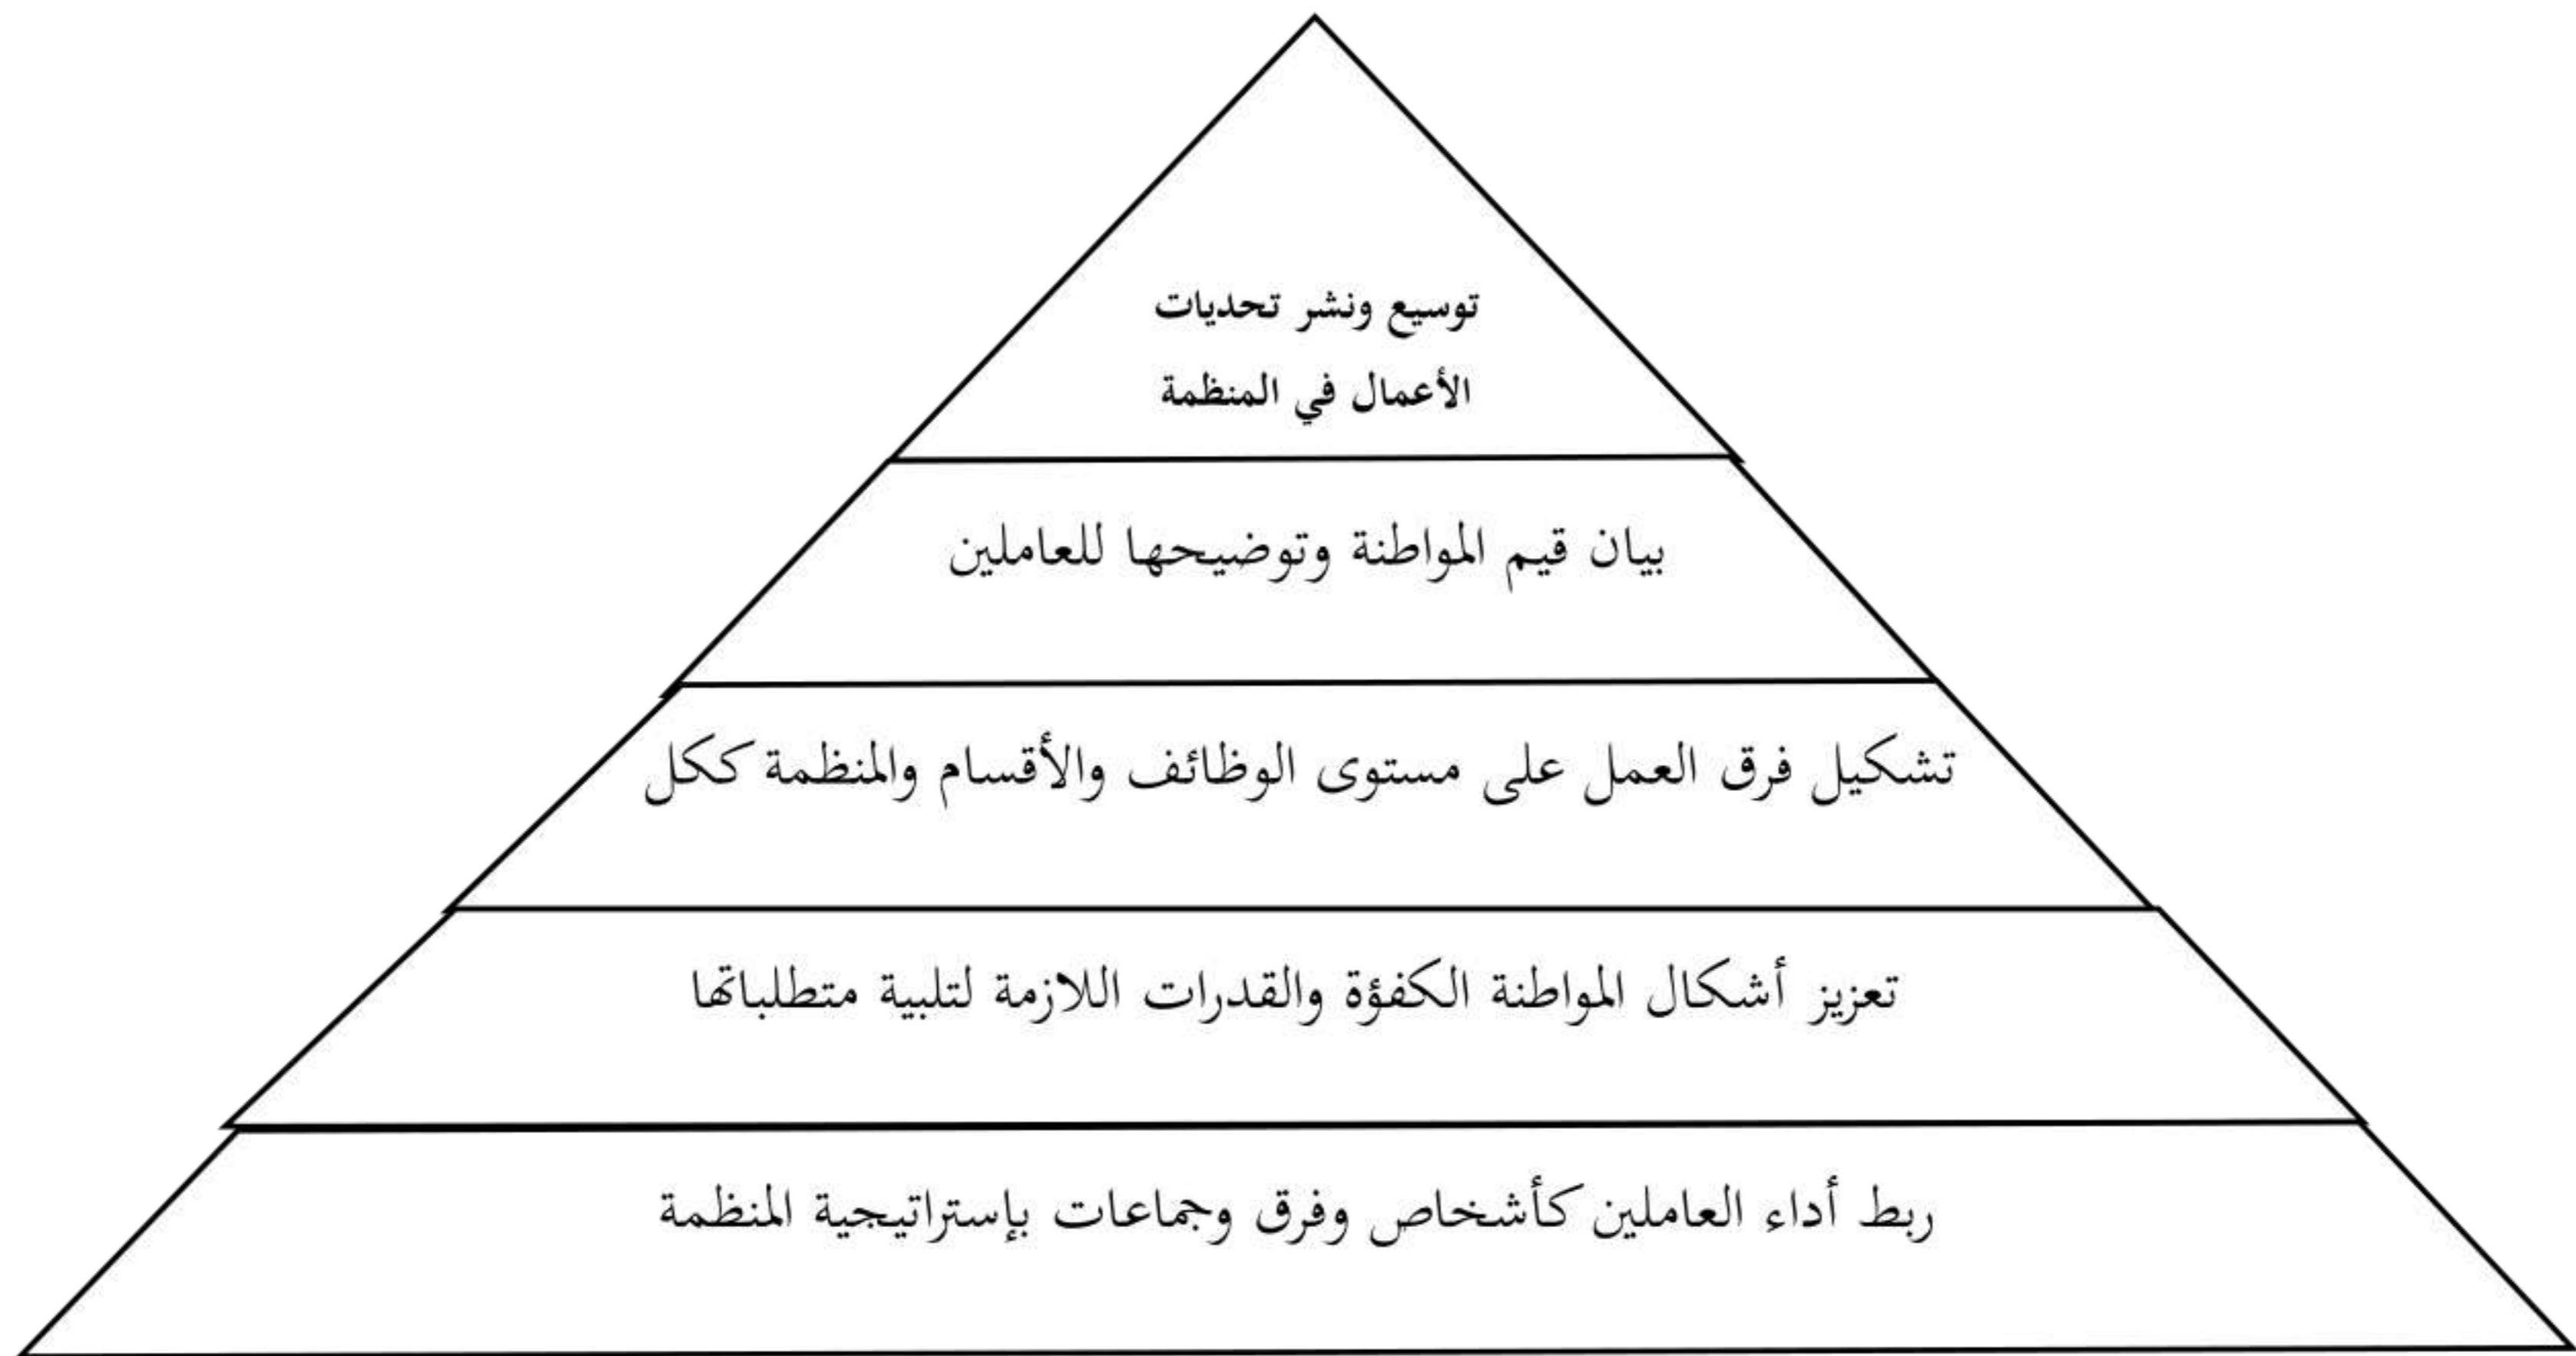 توسيع ونشر تحديات
الأعمال في المنظمة
بيان قيم المواطنة وتوضيحها للعاملين
تشكيل فرق العمل على مستوى الوظائف والأقسام والمنظمة ككل
تعزيز أشكال المواطنة الكفؤة والقدرات اللازمة لتلبية متطلباتها
ربط أداء العاملين كأشخاص وفرق وجماعات بإستراتيجية المنظمة